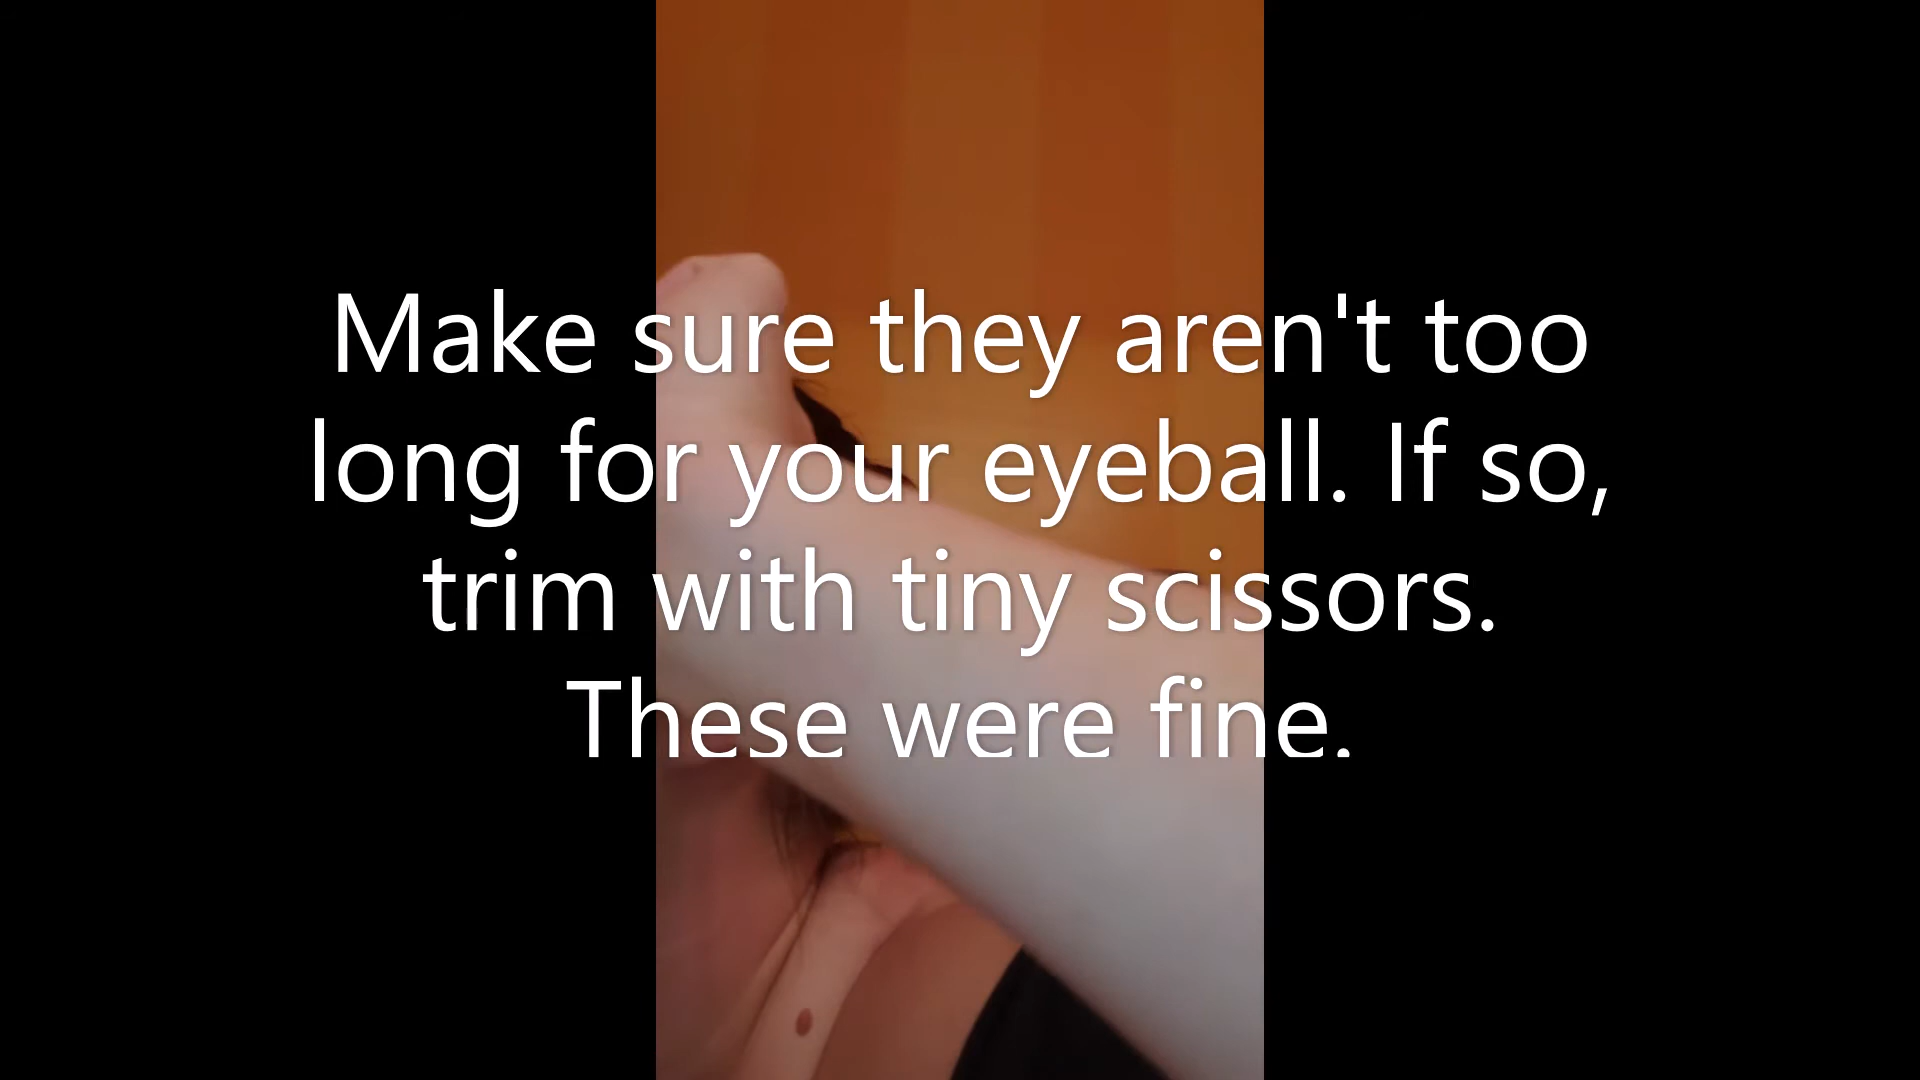 Make sure they aren't too
long for your eyeball. If so,
trim with tiny scissors.
These were fine.